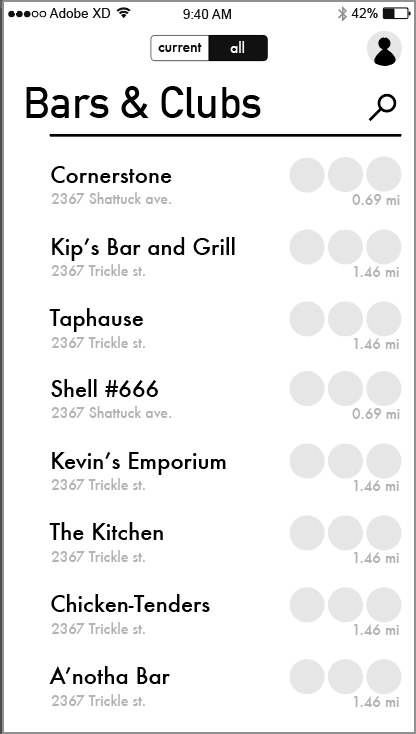 Adobe XD 9:40 AM 42%
current all
Bars & Clubs
Cornerstone
2367 Shattuck ave. 0.69 mi
Kip's Bar and Grill
2367 Trickle st. 1.46 mi
Taphause
2367 Trickle st. 1.46 mi
Shell #666
2367 Shattuck ave. 0.69 mi
Kevin's Emporium
2367 Trickle st. 1.46 mi
The Kitchen
2367 Trickle st. 1.46 mi
Chicken-Tenders
2367 Trickle st. 1.46 mi
A'notha Bar
2367 Trickle st. 1.46 mi